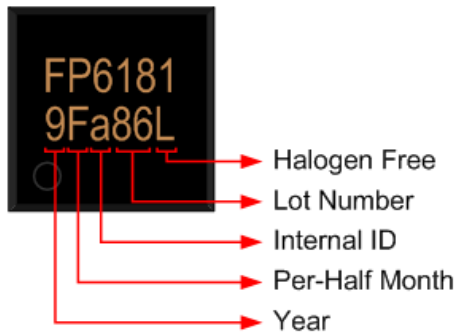 FP6181
9Fa86L
Halogen Free
Lot Number
Internal ID
Per-Half Month
Year